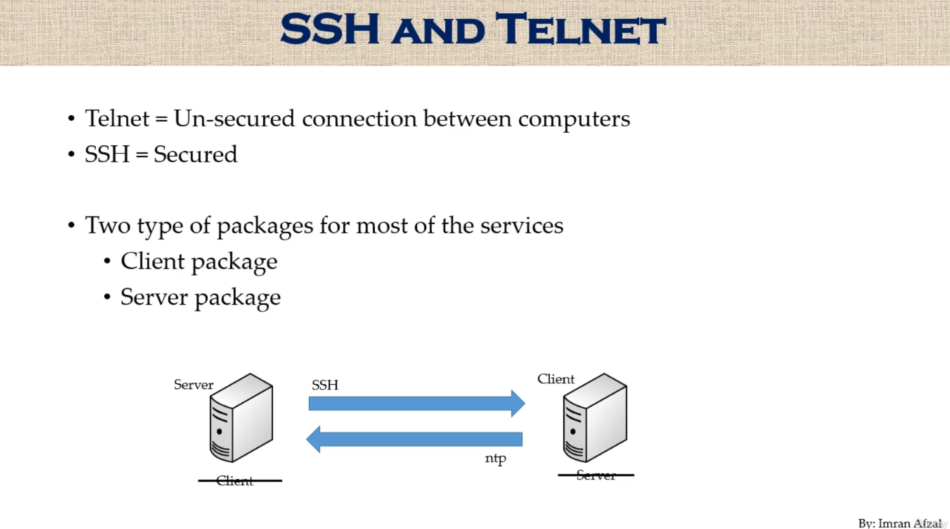 SSH AND TELNET
• Telnet = Un-secured connection between computers
• SSH = Secured
• Two type of packages for most of the services
• Client package
• Server package
Server
SSH
Client
ntp
Client
Server
By: Imran Afzal